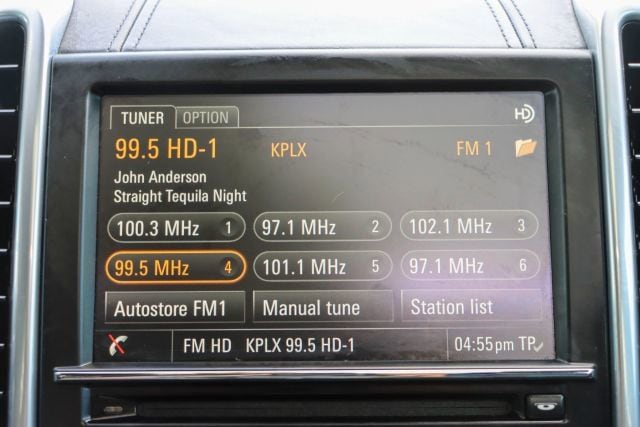 TUNER OPTION HD
99.5 HD-1 KPLX FM 1
John Anderson
Straight Tequila Night
100.3 MHz 1 97.1 MHz 2 102.1 MHz 3
99.5 MHz 4 101.1 MHz 5 97.1 MHz 6
Autostore FM1 Manual tune Station list
FM HD KPLX 99.5 HD-1 04:55pm TP